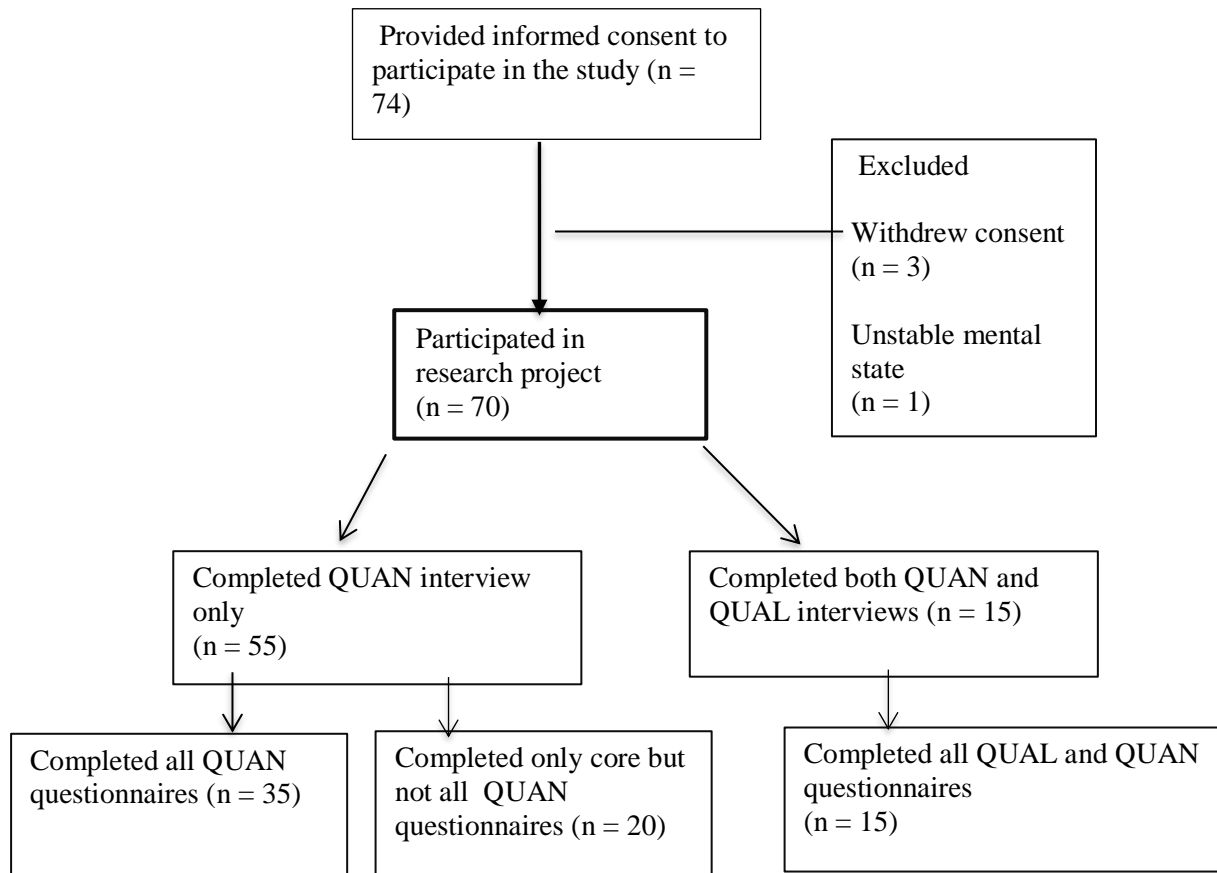 Provided informed consent to
participate in the study (n =
74)
Excluded
Withdrew consent
(n = 3)
Unstable mental
state
(n = 1)
Participated in
research project
(n = 70)
Completed QUAN interview
only
(n = 55)
Completed both QUAN and
QUAL interviews (n = 15)
Completed all QUAN
questionnaires (n = 35)
Completed only core but
not all QUAN
questionnaires (n = 20)
Completed all QUAL and QUAN
questionnaires
(n = 15)